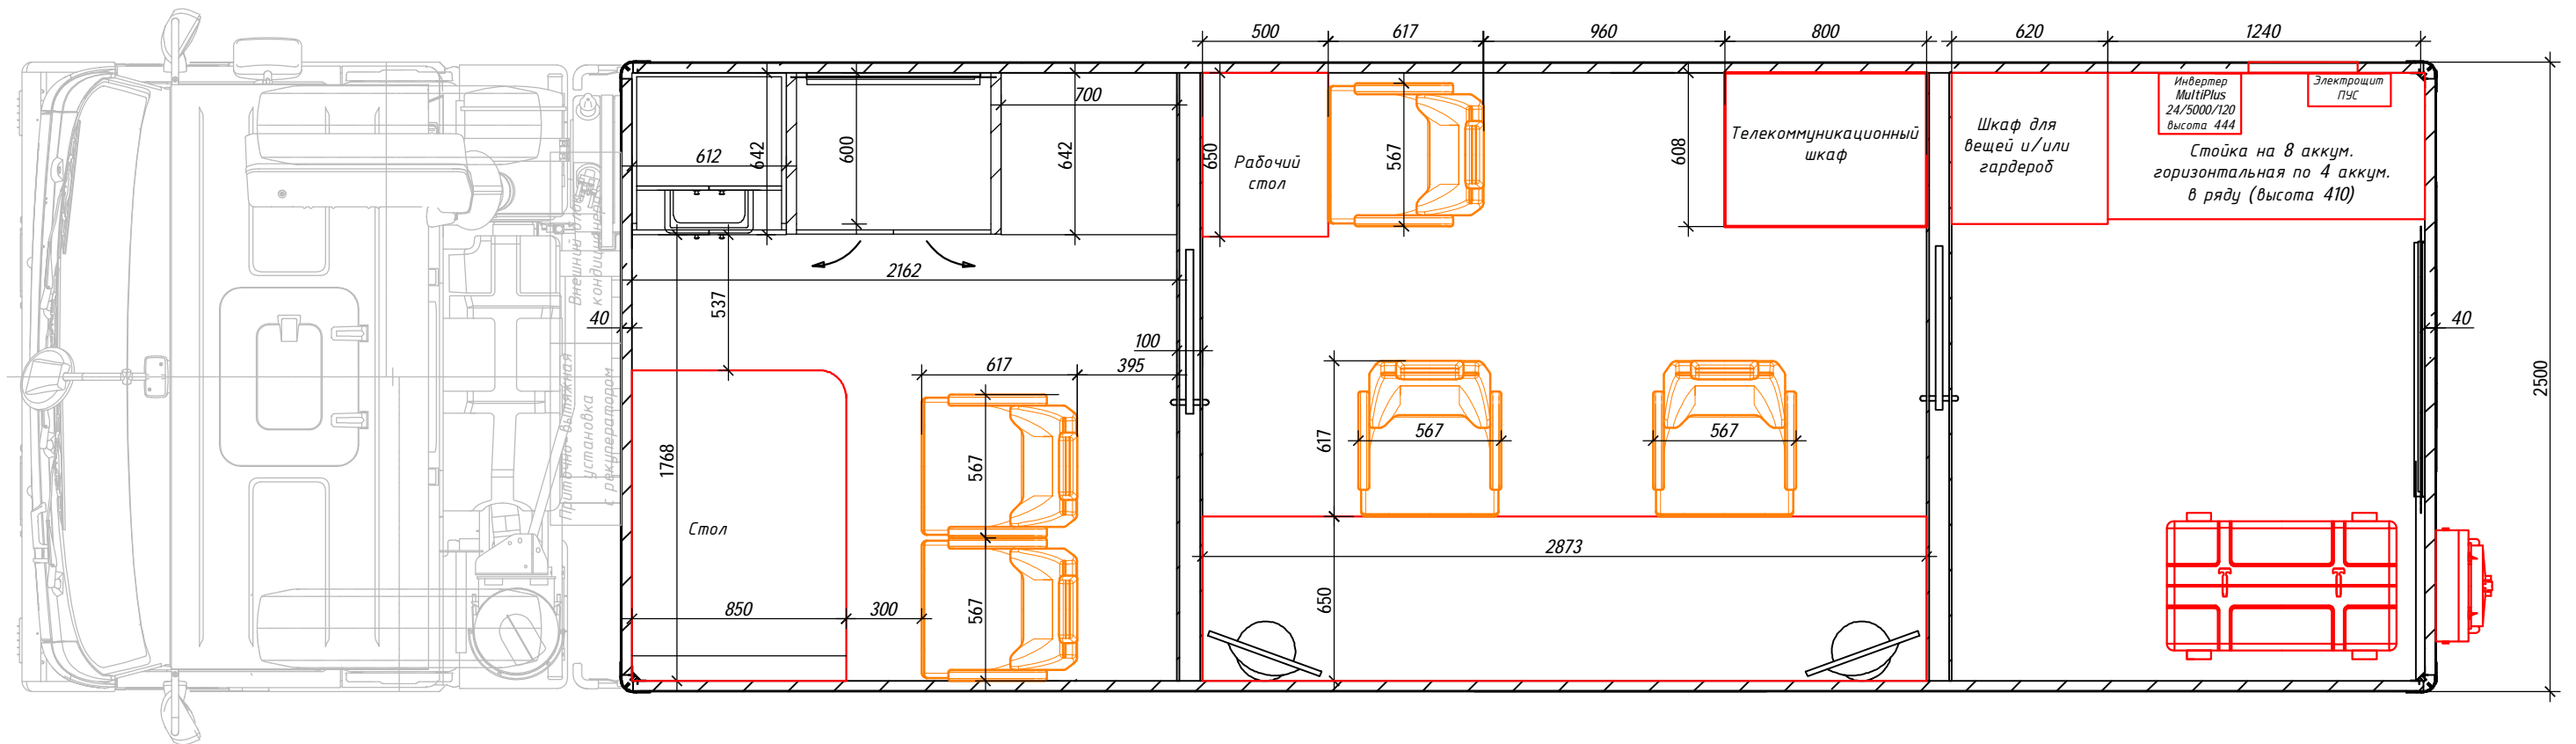 500
617
960
800
620
1240
700
612
642
600
642
650
Рабочий
стол
567
608
Телекоммуникационный
шкаф
Шкаф для
вещей и/или
гардероб
Инвертер
MultiPlus
24/5000/120
высота 444
Электрощит
ПУС
Стойка на 8 аккум.
горизонтальная по 4 аккум.
в ряду (высота 410)
Внешний блок
кондиционера
2162
537
40
100
40
2500
617
395
Приточно-вытяжная
установка
с рекуператором
1768
567
617
567
567
Стол
2873
850
300
567
650